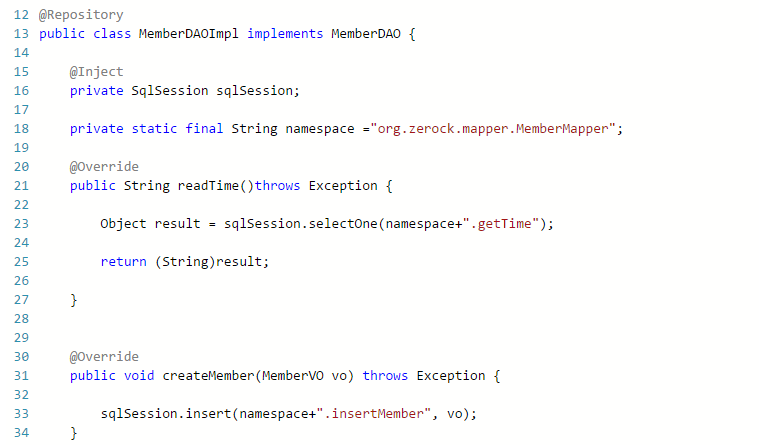 12 @Repository
13 public class MemberDAOImpl implements MemberDAO {
14
15     @Inject
16     private SqlSession sqlSession;
17
18     private static final String namespace ="org.zerock.mapper.MemberMapper";
19
20     @Override
21     public String readTime()throws Exception {
22
23         Object result = sqlSession.selectOne(namespace+".getTime");
24
25         return (String)result;
26
27     }
28
29
30     @Override
31     public void createMember(MemberVO vo) throws Exception {
32
33         sqlSession.insert(namespace+".insertMember", vo);
34     }